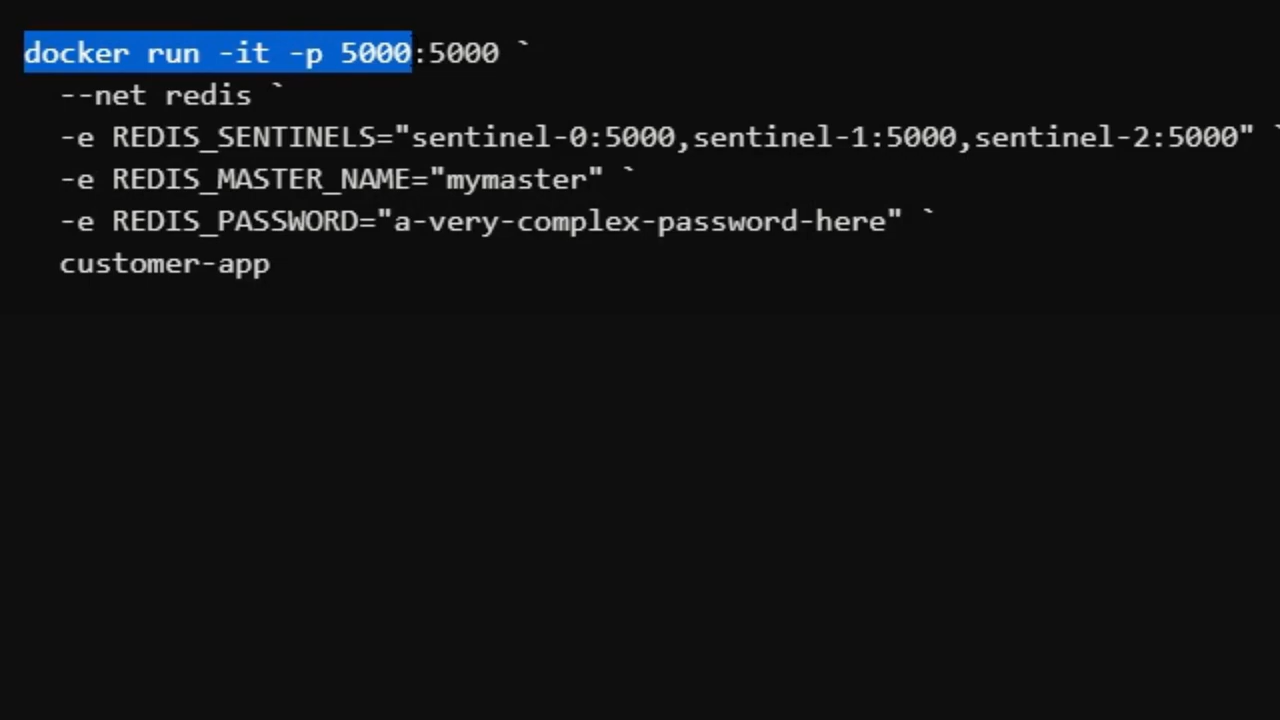 docker run -it -p 5000:5000 `
--net redis `
-e REDIS_SENTINELS="sentinel-0:5000,sentinel-1:5000,sentinel-2:5000" `
-e REDIS_MASTER_NAME="mymaster" `
-e REDIS_PASSWORD="a-very-complex-password-here" `
customer-app